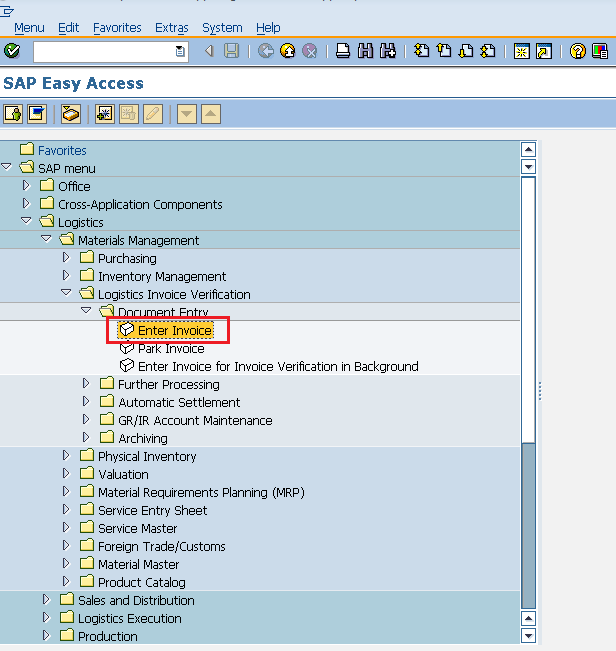 Menu Edit Favorites Extras System Help
SAP Easy Access
Favorites
SAP menu
Office
Cross-Application Components
Logistics
Materials Management
Purchasing
Inventory Management
Logistics Invoice Verification
Document Entry
Enter Invoice
Park Invoice
Enter Invoice for Invoice Verification in Background
Further Processing
Automatic Settlement
GR/IR Account Maintenance
Archiving
Physical Inventory
Valuation
Material Requirements Planning (MRP)
Service Entry Sheet
Service Master
Foreign Trade/Customs
Material Master
Product Catalog
Sales and Distribution
Logistics Execution
Production